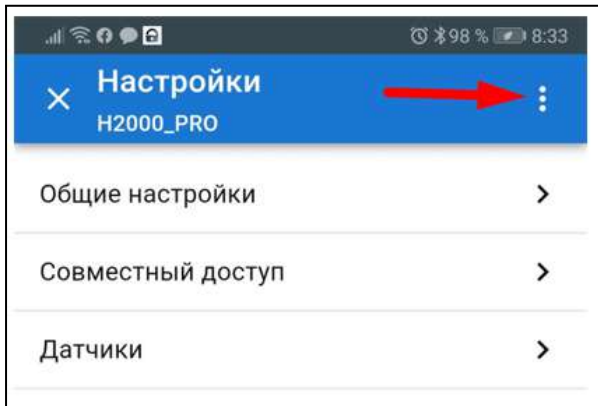 98 % 8:33
Настройки
H2000_PRO
Общие настройки
Совместный доступ
Датчики